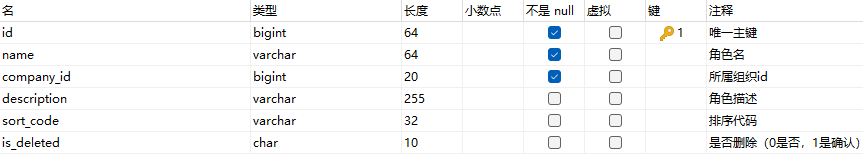 名 类型 长度 小数点 不是 null 虚拟 键 注释
id bigint 64 1 唯一主键
name varchar 64 角色名
company_id bigint 20 所属组织id
description varchar 255 角色描述
sort_code varchar 32 排序代码
is_deleted char 10 是否删除（0是否，1是确认）